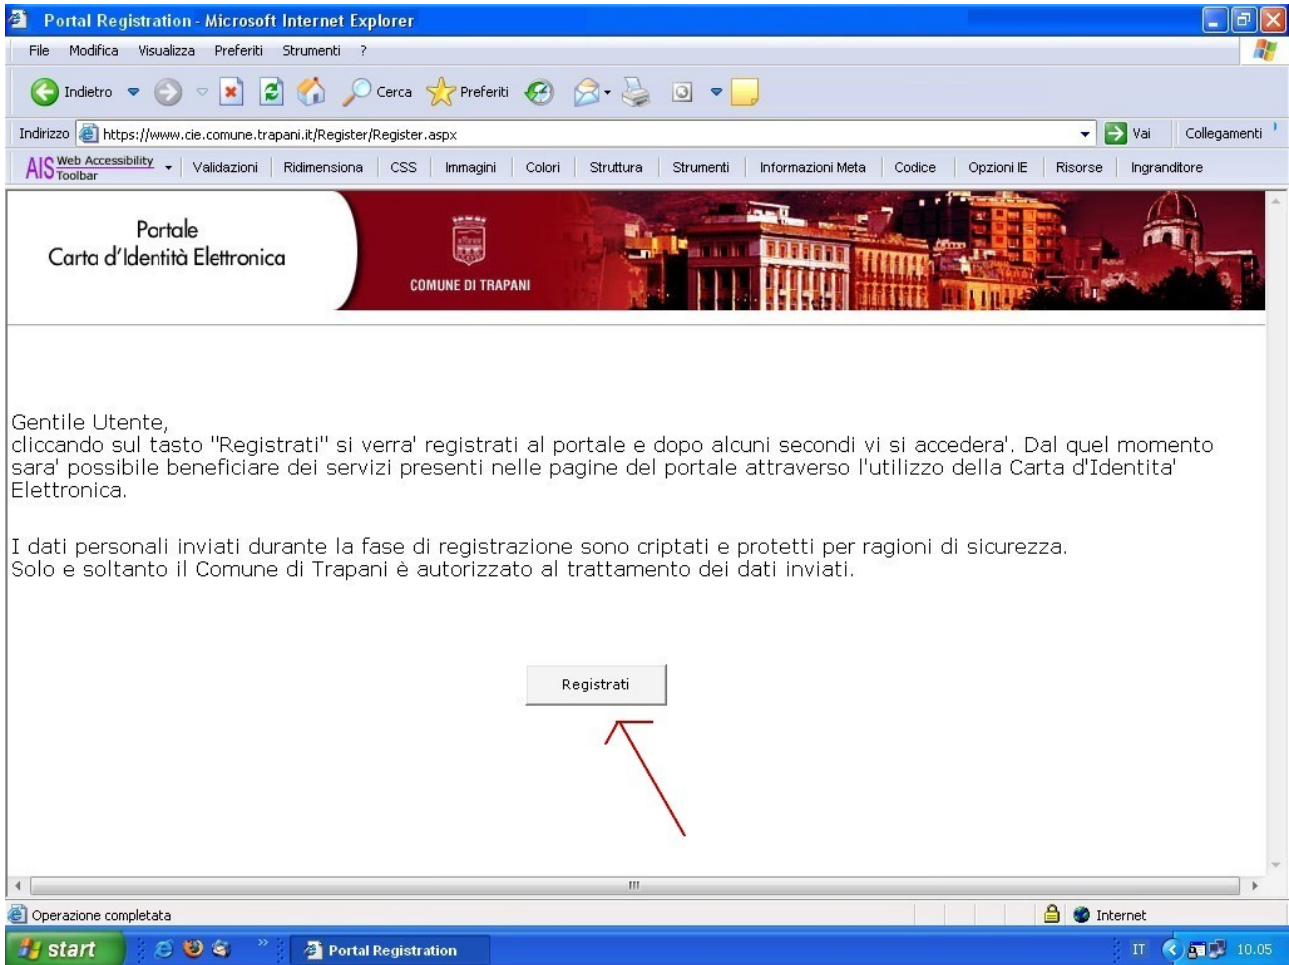 Portal Registration - Microsoft Internet Explorer
File Modifica Visualizza Preferiti Strumenti ?
Indietro Cerca Preferiti
Indirizzo https://www.cie.comune.trapani.it/Register/Register.aspx Vai Collegamenti
AIS Web Accessibility Toolbar Validazioni Ridimensiona CSS Immagini Colori Struttura Strumenti Informazioni Meta Codice Opzioni IE Risorse Ingranditore
Portale
Carta d'Identità Elettronica
COMUNE DI TRAPANI
Gentile Utente,
cliccando sul tasto "Registrati" si verra' registrati al portale e dopo alcuni secondi vi si accedera'. Dal quel momento
sara' possibile beneficiare dei servizi presenti nelle pagine del portale attraverso l'utilizzo della Carta d'Identita'
Elettronica.
I dati personali inviati durante la fase di registrazione sono criptati e protetti per ragioni di sicurezza.
Solo e soltanto il Comune di Trapani è autorizzato al trattamento dei dati inviati.
Registrati
Operazione completata Internet
start Portal Registration IT 10.05